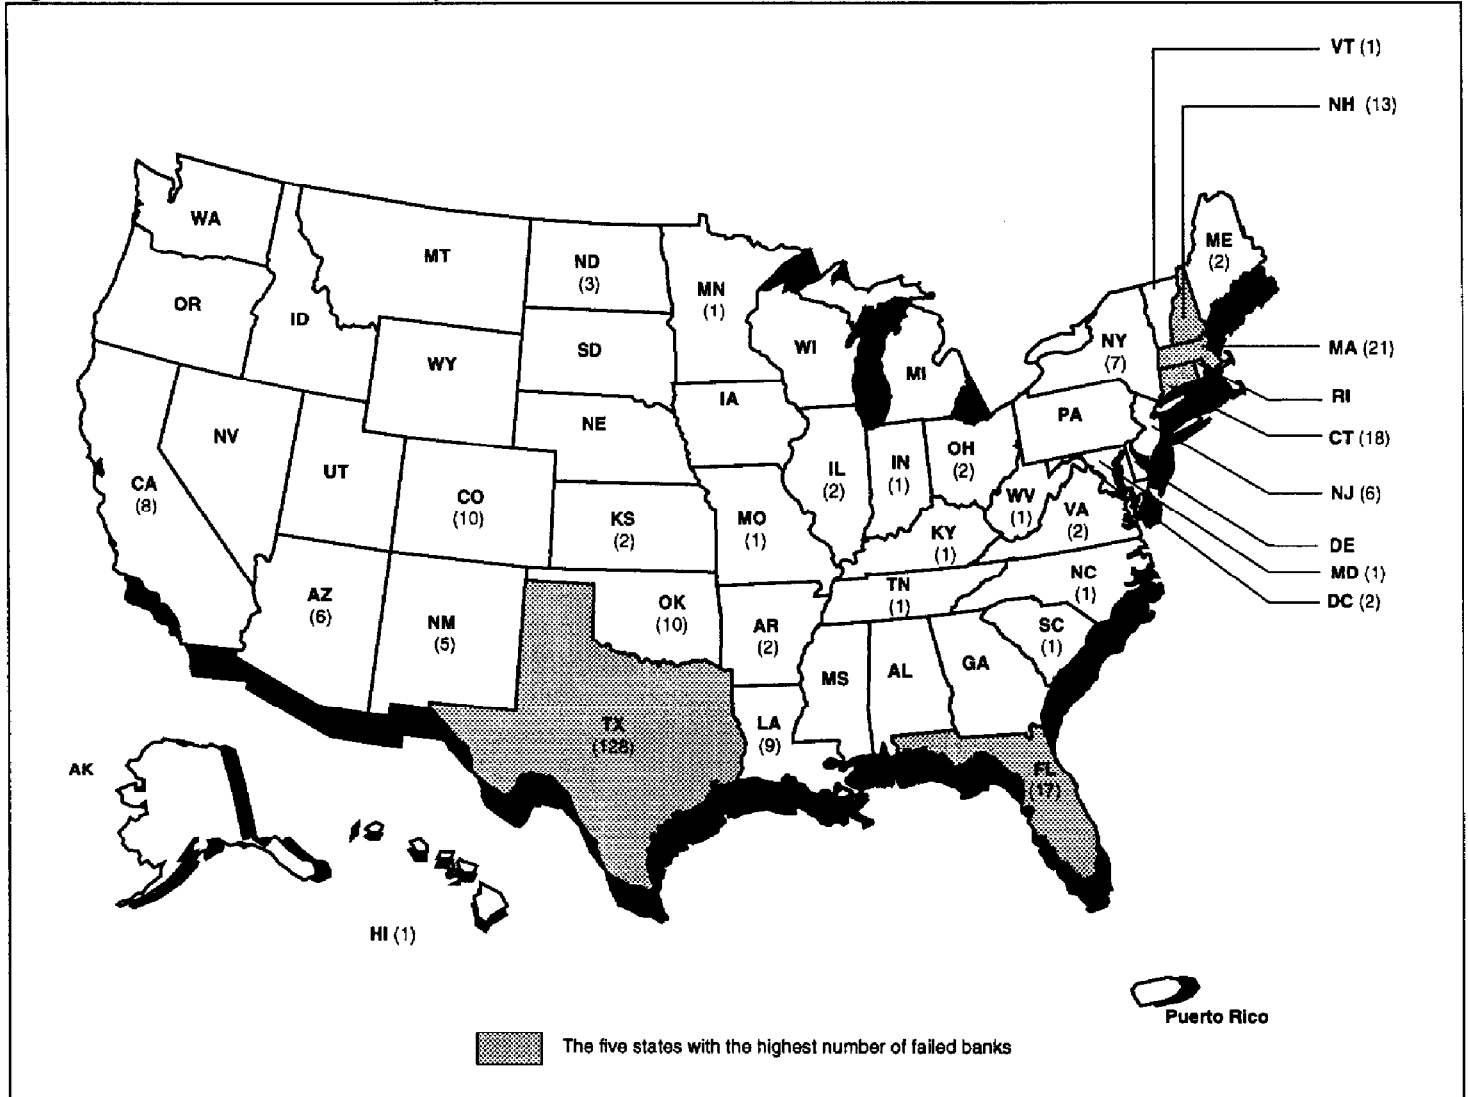 VT (1)
NH (13)
WA
MT
ND
(3)
MN
(1)
ME
(2)
OR
ID
WY
SD
WI
MI
NY
(7)
MA (21)
RI
CT (18)
NJ (6)
DE
MD (1)
DC (2)
NV
UT
NE
IA
PA
CA
(8)
CO
(10)
KS
(2)
MO
(1)
IL
(2)
IN
(1)
OH
(2)
WV
(1)
VA
(2)
KY
(1)
AZ
(6)
NM
(5)
OK
(10)
AR
(2)
TN
(1)
NC
(1)
SC
(1)
MS
AL
GA
TX
(128)
LA
(9)
FL
(17)
AK
HI (1)
Puerto Rico
The five states with the highest number of failed banks